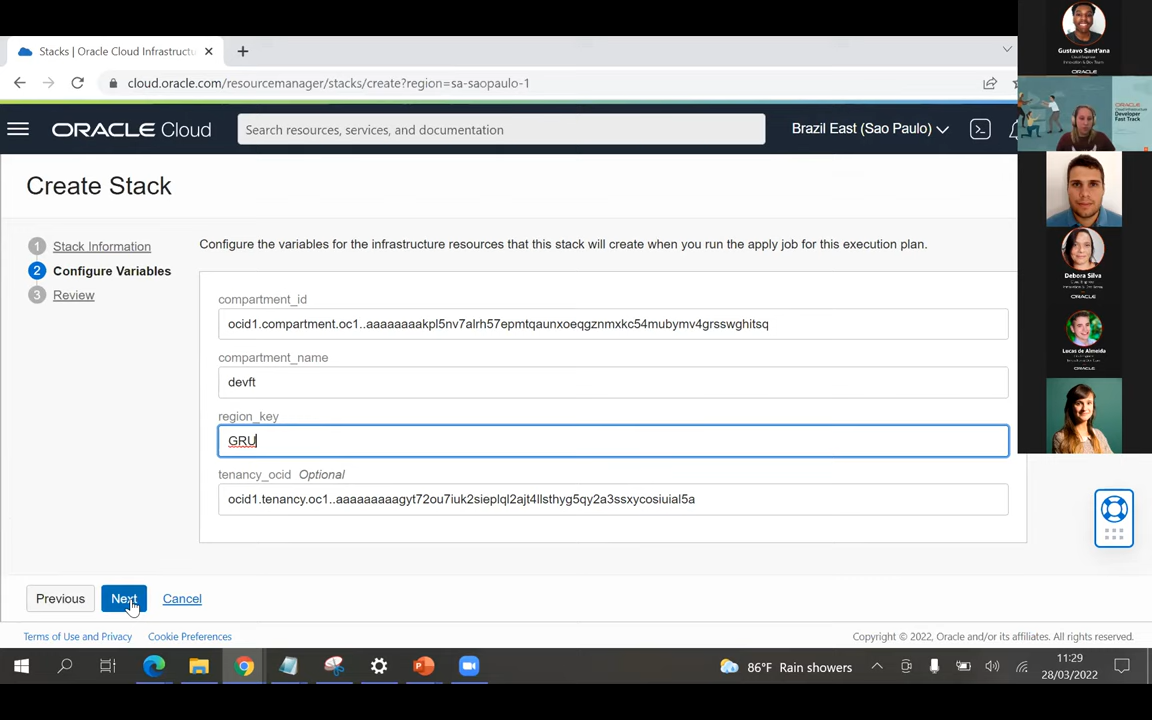 Stacks | Oracle Cloud Infrastructu
cloud.oracle.com/resourcemanager/stacks/create?region=sa-saopaulo-1
ORACLE Cloud
Search resources, services, and documentation
Brazil East (Sao Paulo)
Create Stack
1 Stack Information
2 Configure Variables
3 Review
Configure the variables for the infrastructure resources that this stack will create when you run the apply job for this execution plan.
compartment_id
ocid1.compartment.oc1..aaaaaaaakpl5nv7alrh57epmtqaunxoeqgznmxkc54mubymv4grsswghitsq
compartment_name
devft
region_key
GRU
tenancy_ocid Optional
ocid1.tenancy.oc1..aaaaaaaaagyt72ou7iuk2sieplql2ajt4llsthyg5qy2a3ssxycosiuial5a
Previous
Next
Cancel
Terms of Use and Privacy
Cookie Preferences
Copyright © 2022, Oracle and/or its affiliates. All rights reserved.
86°F Rain showers
11:29
28/03/2022
Gustavo Sant'ana
ORACLE
ORACLE
Developer
Fast Track
Debora Silva
ORACLE
Lucas de Almeida
ORACLE